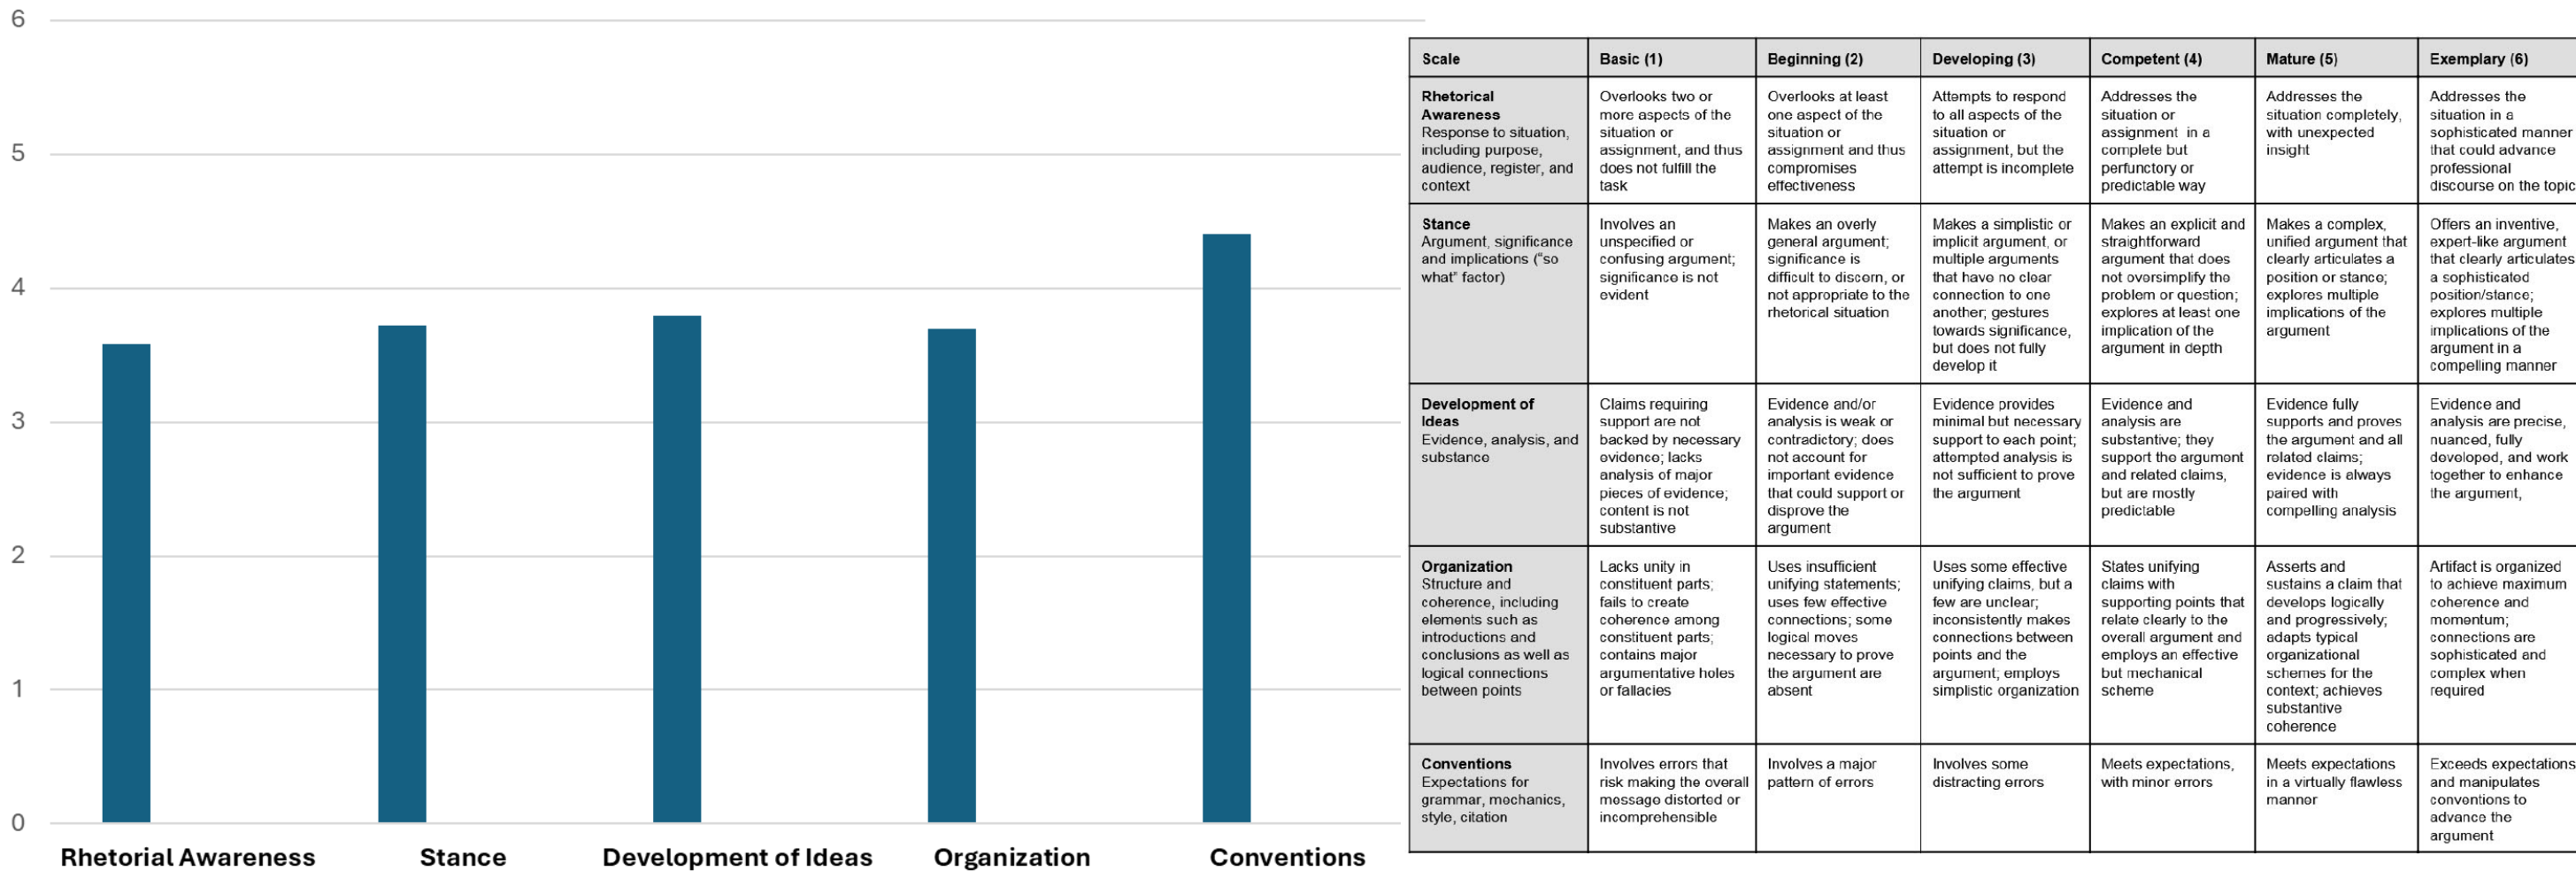 6
5
4
3
2
1
0
Rhetorial Awareness
Stance
Development of Ideas
Organization
Conventions
Scale
Basic (1)
Beginning (2)
Developing (3)
Competent (4)
Mature (5)
Exemplary (6)
Rhetorical
Awareness
Response to situation,
including purpose,
audience, register, and
context
Overlooks two or
more aspects of the
situation or
assignment, and thus
does not fulfill the
task
Overlooks at least
one aspect of the
situation or
assignment and thus
compromises
effectiveness
Attempts to respond
to all aspects of the
situation or
assignment, but the
attempt is incomplete
Addresses the
situation or
assignment in a
complete but
perfunctory or
predictable way
Addresses the
situation completely,
with unexpected
insight
Addresses the
situation in a
sophisticated manner
that could advance
professional
discourse on the topic
Stance
Argument, significance
and implications ("so
what" factor)
Involves an
unspecified or
confusing argument;
significance is not
evident
Makes an overly
general argument;
significance is
difficult to discern, or
not appropriate to the
rhetorical situation
Makes a simplistic or
implicit argument, or
multiple arguments
that have no clear
connection to one
another; gestures
towards significance,
but does not fully
develop it
Makes an explicit and
straightforward
argument that does
not oversimplify the
problem or question;
explores at least one
implication of the
argument in depth
Makes a complex,
unified argument that
clearly articulates a
position or stance;
explores multiple
implications of the
argument
Offers an inventive,
expert-like argument
that clearly articulates
a sophisticated
position/stance;
explores multiple
implications of the
argument in a
compelling manner
Development of
Ideas
Evidence, analysis, and
substance
Claims requiring
support are not
backed by necessary
evidence; lacks
analysis of major
pieces of evidence;
content is not
substantive
Evidence and/or
analysis is weak or
contradictory; does
not account for
important evidence
that could support or
disprove the
argument
Evidence provides
minimal but necessary
support to each point;
attempted analysis is
not sufficient to prove
the argument
Evidence and
analysis are
substantive; they
support the argument
and related claims,
but are mostly
predictable
Evidence fully
supports and proves
the argument and all
related claims;
evidence is always
paired with
compelling analysis
Evidence and
analysis are precise,
nuanced, fully
developed, and work
together to enhance
the argument,
Organization
Structure and
coherence, including
elements such as
introductions and
conclusions as well as
logical connections
between points
Lacks unity in
constituent parts;
fails to create
coherence among
constituent parts;
contains major
argumentative holes
or fallacies
Uses insufficient
unifying statements;
uses few effective
connections; some
logical moves
necessary to prove
the argument are
absent
Uses some effective
unifying claims, but a
few are unclear;
inconsistently makes
connections between
points and the
argument; employs
simplistic organization
States unifying
claims with
supporting points that
relate clearly to the
overall argument and
employs an effective
but mechanical
scheme
Asserts and
sustains a claim that
develops logically
and progressively;
adapts typical
organizational
schemes for the
context; achieves
substantive
coherence
Artifact is organized
to achieve maximum
coherence and
momentum;
connections are
sophisticated and
complex when
required
Conventions
Expectations for
grammar, mechanics,
style, citation
Involves errors that
risk making the overall
message distorted or
incomprehensible
Involves a major
pattern of errors
Involves some
distracting errors
Meets expectations,
with minor errors
Meets expectations
in a virtually flawless
manner
Exceeds expectations
and manipulates
conventions to
advance the
argument